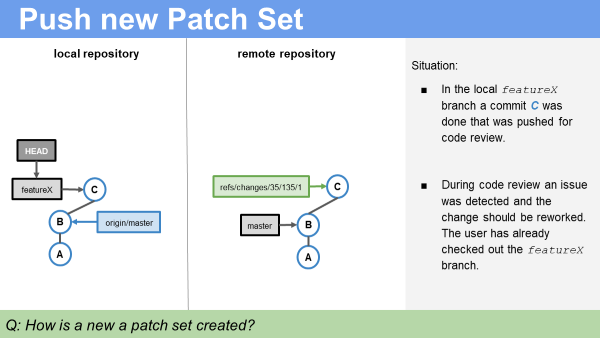 Push new Patch Set
local repository
remote repository
HEAD
featureX
C
B
origin/master
A
refs/changes/35/135/1
C
master
B
A
Situation:
■ In the local featureX
branch a commit C was
done that was pushed for
code review.
■ During code review an issue
was detected and the
change should be reworked.
The user has already
checked out the featureX
branch.
Q: How is a new a patch set created?